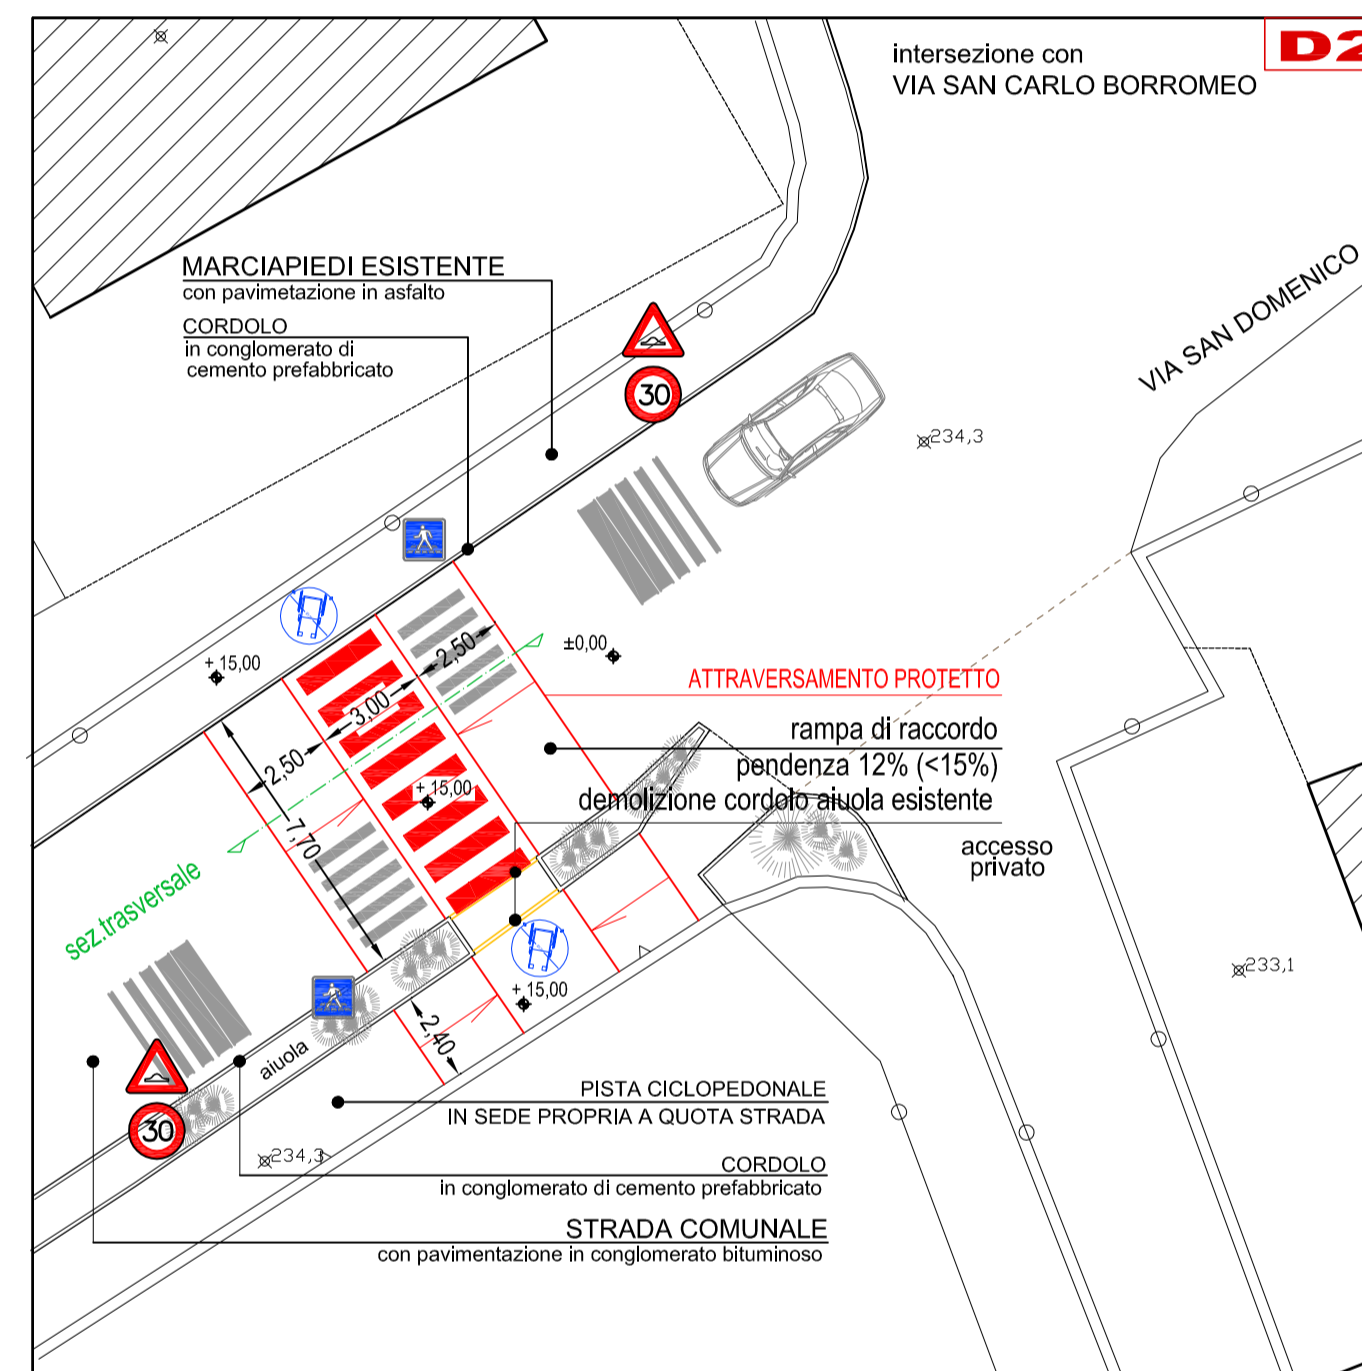 intersezione con
VIA SAN CARLO BORROMEO
D2
VIA SAN DOMENICO
MARCIAPIEDI ESISTENTE
con pavimetazione in asfalto
CORDOLO
in conglomerato di
cemento prefabbricato
30
234,3
+ 15,00
±0,00
2,50
3,00
2,50
7,70
+ 15,00
ATTRAVERSAMENTO PROTETTO
rampa di raccordo
pendenza 12% (<15%)
demolizione cordolo aiuola esistente
accesso
privato
sez.trasversale
233,1
+ 15,00
2,40
aiuola
30
PISTA CICLOPEDONALE
IN SEDE PROPRIA A QUOTA STRADA
234,3
CORDOLO
in conglomerato di cemento prefabbricato
STRADA COMUNALE
con pavimentazione in conglomerato bituminoso